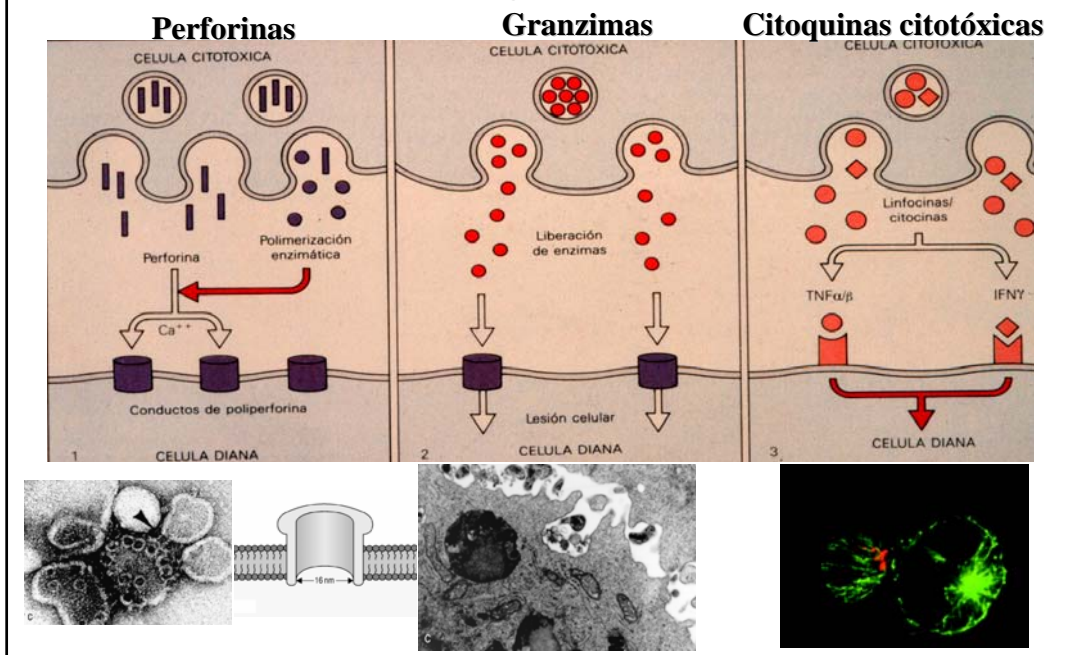 Perforinas
Granzimas
Citoquinas citotóxicas
CELULA CITOTOXICA
Perforina
Polimerización
enzimática
Ca++
Conductos de poliperforina
1
CELULA DIANA
CELULA CITOTOXICA
Liberación
de enzimas
Lesión celular
2
CELULA DIANA
CELULA CITOTOXICA
Linfocinas/
citocinas
TNFα/β
IFNγ
3
CELULA DIANA
C
16 nm
C